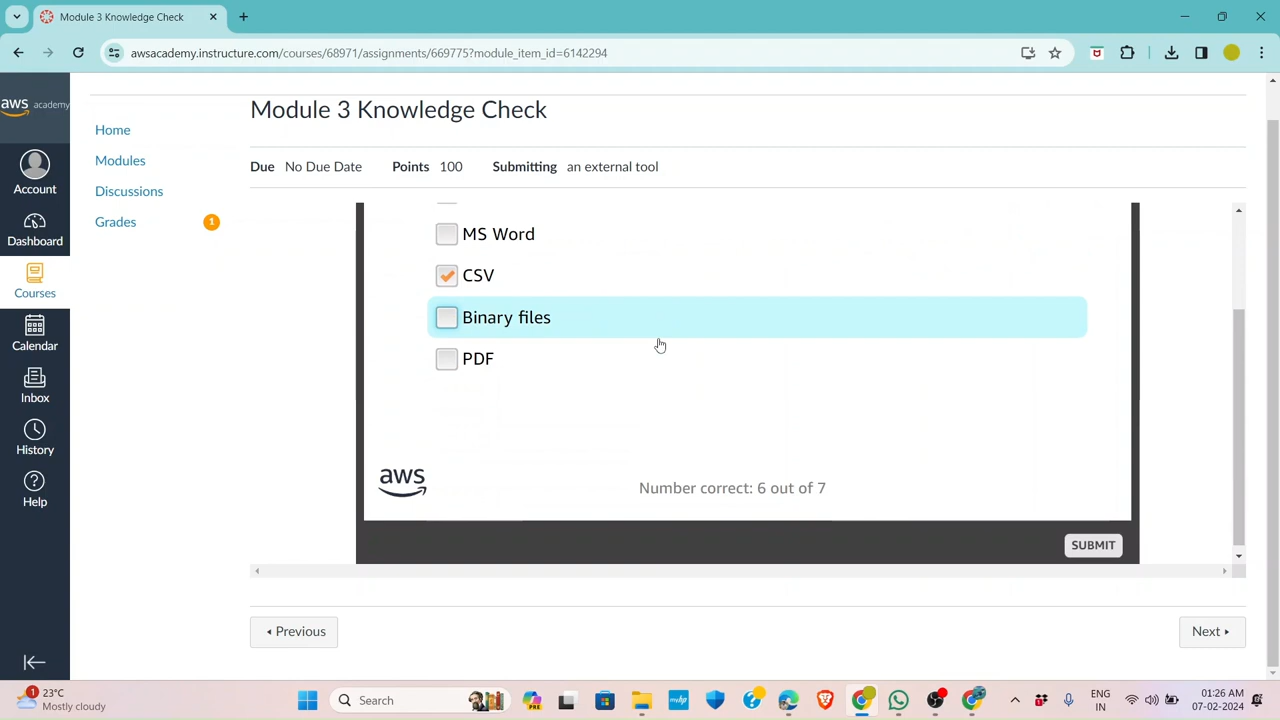 Module 3 Knowledge Check
awsacademy.instructure.com/courses/68971/assignments/669775?module_item_id=6142294
aws academy
Account
Dashboard
Courses
Calendar
Inbox
History
Help
Home
Modules
Discussions
Grades
1
Module 3 Knowledge Check
Due No Due Date Points 100 Submitting an external tool
MS Word
CSV
Binary files
PDF
aws
Number correct: 6 out of 7
SUBMIT
Previous
Next
1
23°C
Mostly cloudy
Search
ENG
IN
01:26 AM
07-02-2024